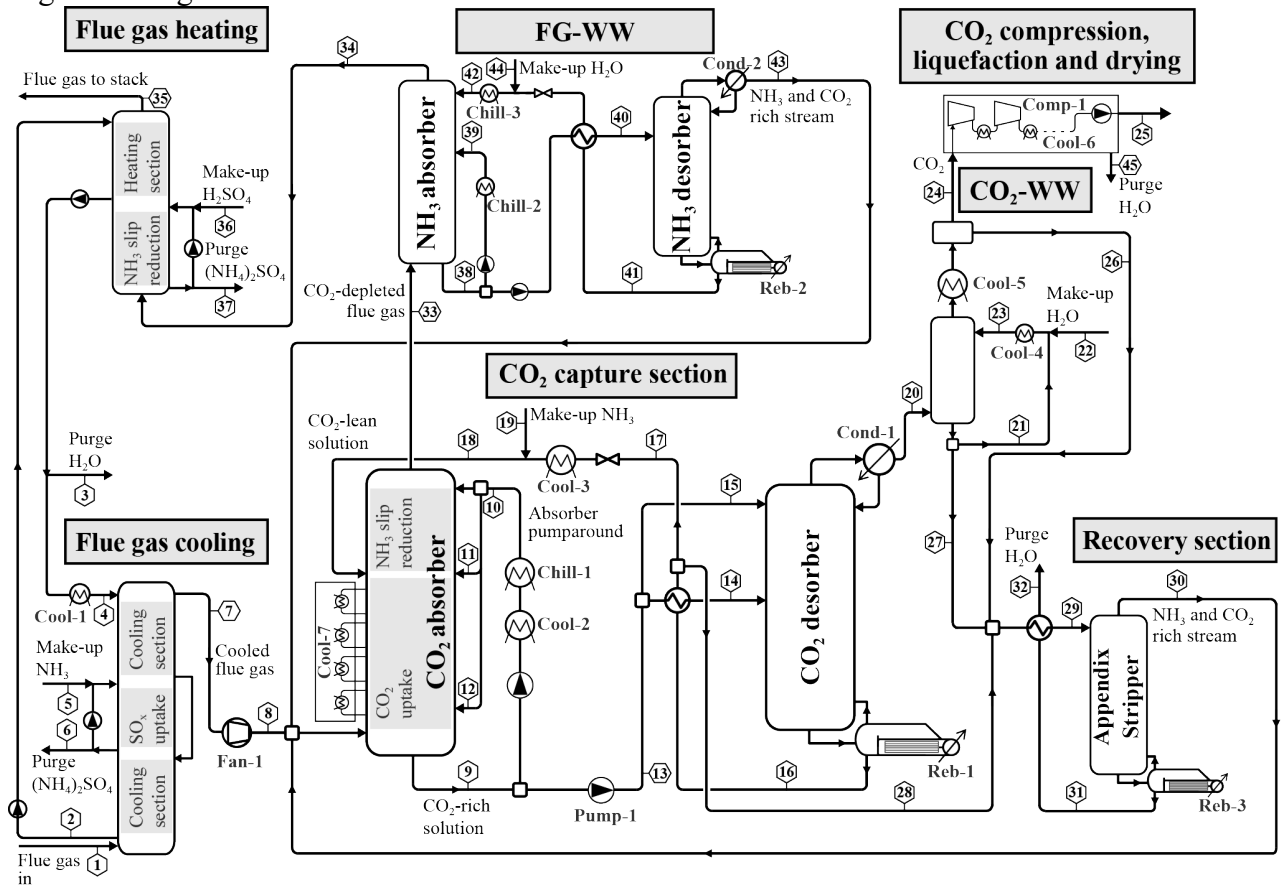 Flue gas heating
FG-WW
CO₂ compression,
liquefaction and drying
34
42
44
Make-up H₂O
Cond-2
43
NH₃ and CO₂
rich stream
Flue gas to stack
35
Chill-3
40
39
Comp-1
Cool-6
25
45
Purge
H₂O
CO₂
24
CO₂-WW
Heating
section
NH₃ slip
reduction
Make-up
H₂SO₄
36
Purge
(NH₄)₂SO₄
37
NH₃ absorber
Chill-2
38
NH₃ desorber
41
Reb-2
CO₂-depleted
flue gas
33
26
Cool-5
Make-up
H₂O
23
Cool-4
22
CO₂ capture section
CO₂-lean
solution
19
Make-up NH₃
18
17
Cool-3
20
Cond-1
21
Purge
H₂O
3
Flue gas cooling
10
Absorber
pumparound
NH₃ slip
reduction
11
Chill-1
Cool-2
CO₂ absorber
Cool-7
CO₂
uptake
12
15
14
CO₂ desorber
27
Purge
H₂O
32
Recovery section
30
NH₃ and CO₂
rich stream
29
Appendix
Stripper
Cool-1
4
7
Cooling
section
Cooled
flue gas
Make-up
NH₃
5
6
Purge
(NH₄)₂SO₄
SOₓ
uptake
Cooling
section
8
Fan-1
9
CO₂-rich
solution
Pump-1
13
16
Reb-1
28
31
Reb-3
2
1
Flue gas
in